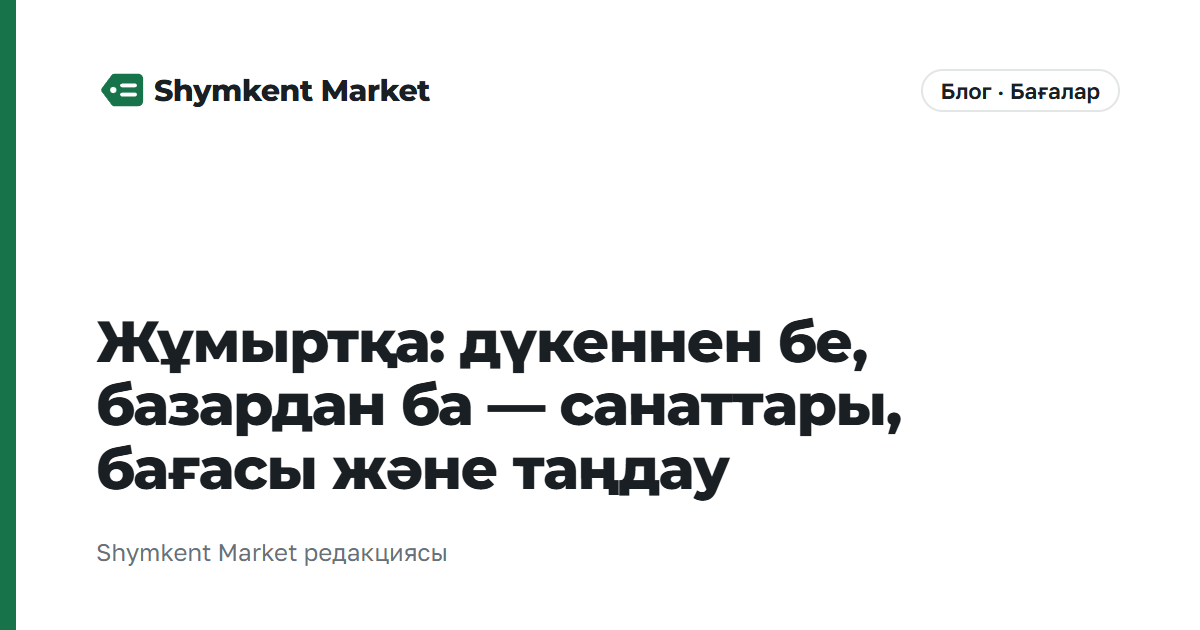 Shymkent Market
Блог · Бағалар
Жұмыртқа: дүкеннен бе,
базардан ба — санаттары,
бағасы және таңдау
Shymkent Market редакциясы